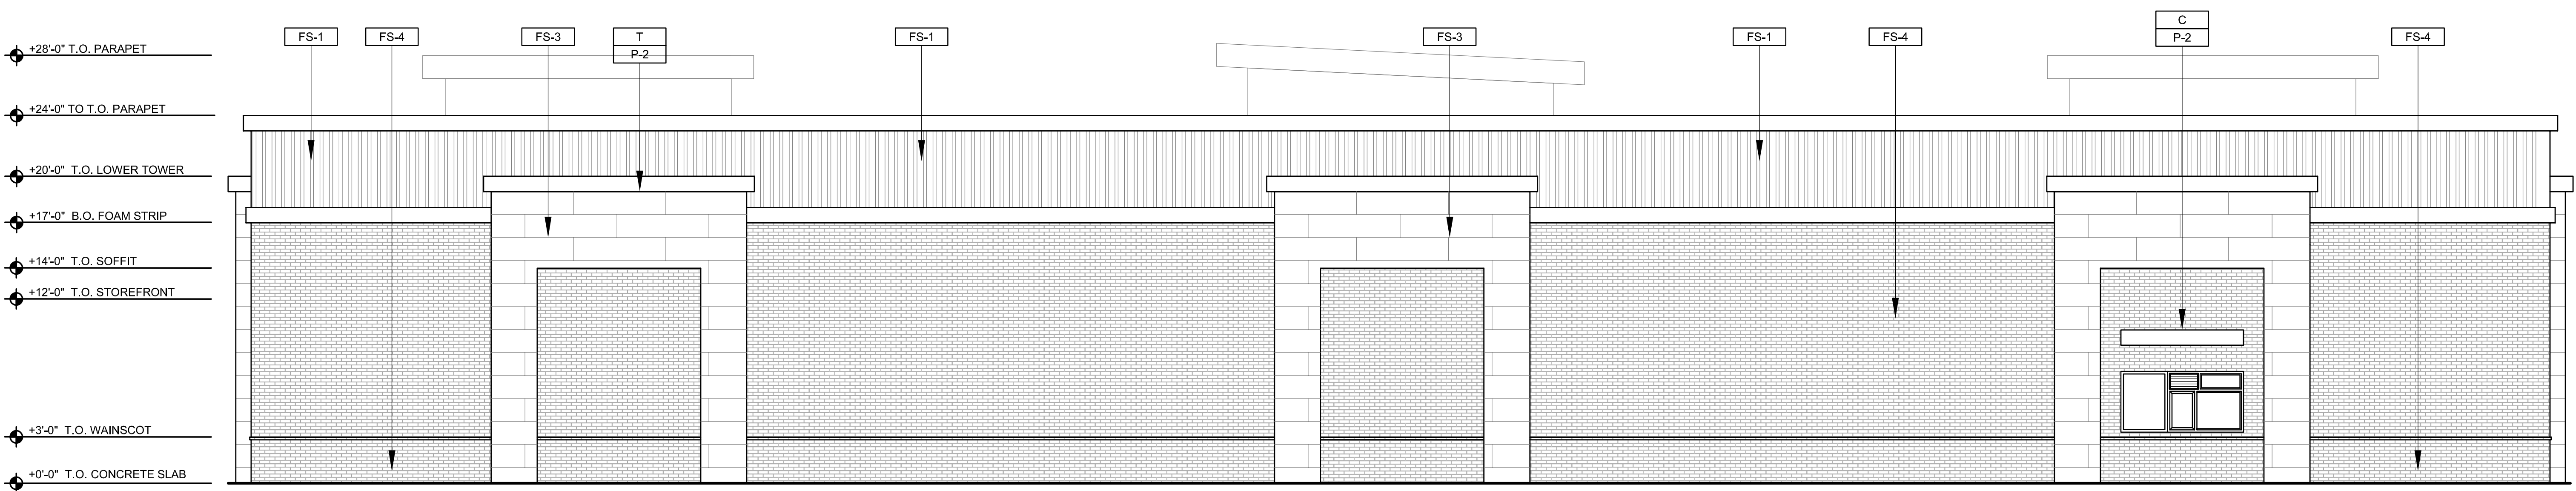 C
FS-1
FS-4
FS-3
T
FS-1
FS-3
FS-1
FS-4
P-2
FS-4
+28'-0" T.O. PARAPET
P-2
+24'-0" TO T.O. PARAPET
+20'-0" T.O. LOWER TOWER
+17'-0" B.O. FOAM STRIP
+14'-0" T.O. SOFFIT
+12'-0" T.O. STOREFRONT
+3'-0" T.O. WAINSCOT
+0'-0" T.O. CONCRETE SLAB